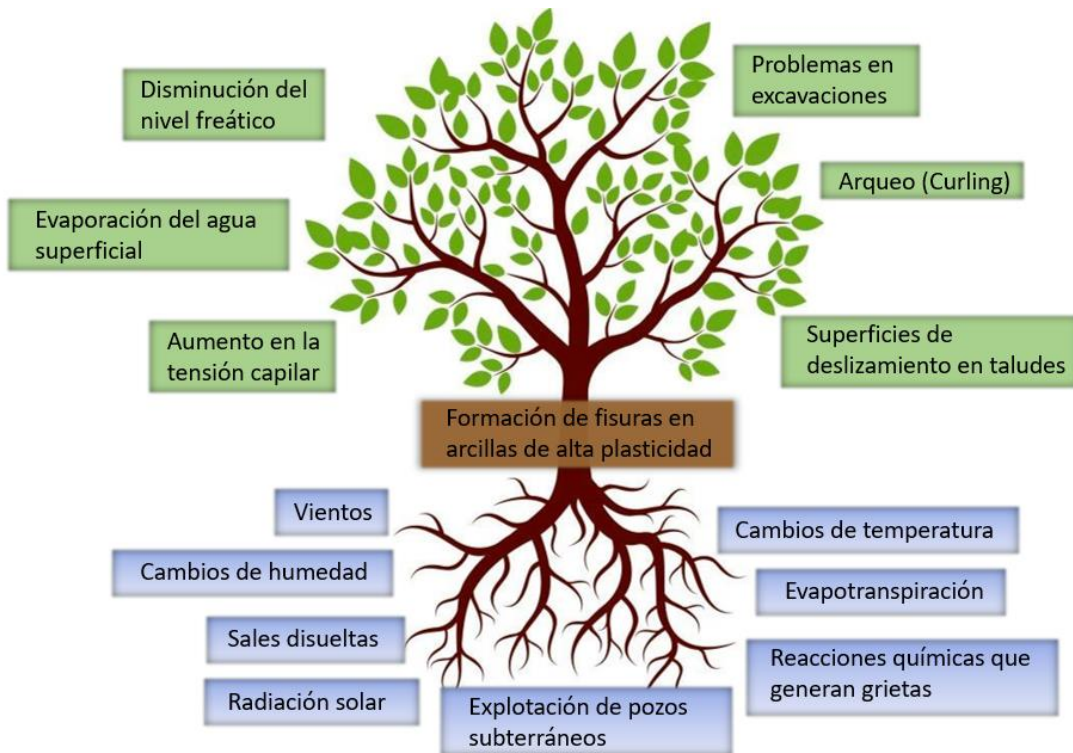 Problemas en
excavaciones
Disminución del
nivel freático
Arqueo (Curling)
Evaporación del agua
superficial
Superficies de
deslizamiento en taludes
Aumento en la
tensión capilar
Formación de fisuras en
arcillas de alta plasticidad
Vientos
Cambios de temperatura
Cambios de humedad
Evapotranspiración
Sales disueltas
Reacciones químicas que
generan grietas
Radiación solar
Explotación de pozos
subterráneos